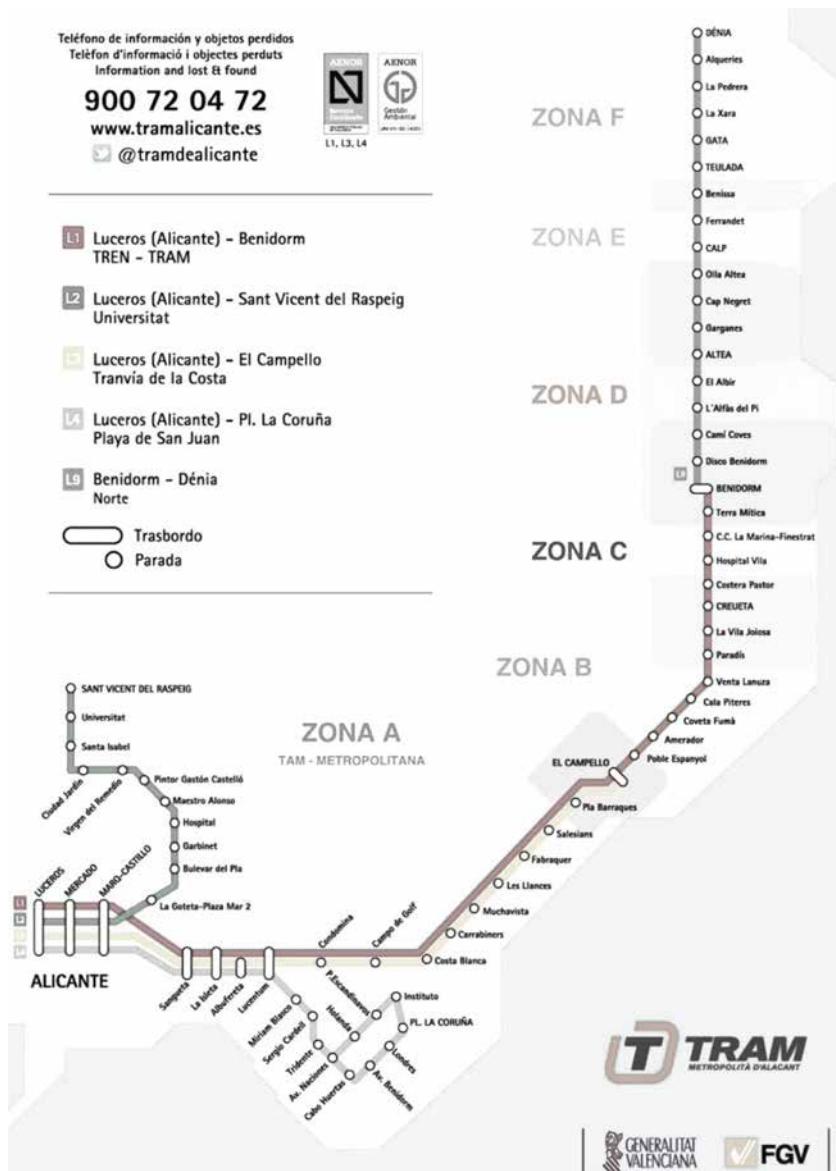 Teléfono de información y objetos perdidos
Telèfon d'informació i objectes perduts
Information and lost & found
900 72 04 72
www.tramalicante.es
@tramdealicante
AENOR
AENOR
Gestión
Ambiental
L1, L3, L4
L1 Luceros (Alicante) - Benidorm
TREN - TRAM
L2 Luceros (Alicante) - Sant Vicent del Raspeig
Universitat
L3 Luceros (Alicante) - El Campello
Tranvía de la Costa
L4 Luceros (Alicante) - Pl. La Coruña
Playa de San Juan
L9 Benidorm - Dénia
Norte
Trasbordo
Parada
ZONA F
ZONA E
ZONA D
ZONA C
ZONA B
ZONA A
TAM - METROPOLITANA
DÉNIA
Alqueries
La Pedrera
La Xara
GATA
TEULADA
Benissa
Ferrandet
CALP
Olla Altea
Cap Negret
Garganes
ALTEA
El Albir
L'Alfàs del Pi
Camí Coves
Disco Benidorm
L9
BENIDORM
Terra Mítica
C.C. La Marina-Finestrat
Hospital Vila
Costera Pastor
CREUETA
La Vila Joiosa
Paradís
Venta Lanuza
Cala Piteres
Coveta Fumà
Amerador
Poble Espanyol
EL CAMPELLO
Pla Barraques
Salesians
Fabraquer
Les Llances
Muchavista
Carrabiners
Costa Blanca
Campo de Golf
Condomina
SANT VICENT DEL RASPEIG
Universitat
Santa Isabel
Ciudad Jardín
Virgen del Remedio
Pintor Gastón Castelló
Maestro Alonso
Hospital
Garbinet
Bulevar del Pla
La Goteta-Plaza Mar 2
LUCEROS
MERCADO
MARQ-CASTILLO
L1
L2
ALICANTE
Sangueta
La Isleta
Albufereta
Lucentum
Miriam Blasco
Sergio Cardell
Tridente
Av. Naciones
Cabo Huertas
Av. Benidorm
Londres
PL. LA CORUÑA
Instituto
P.Escandinavos
Holanda
TRAM
METROPOLITÀ D'ALACANT
GENERALITAT
VALENCIANA
FGV